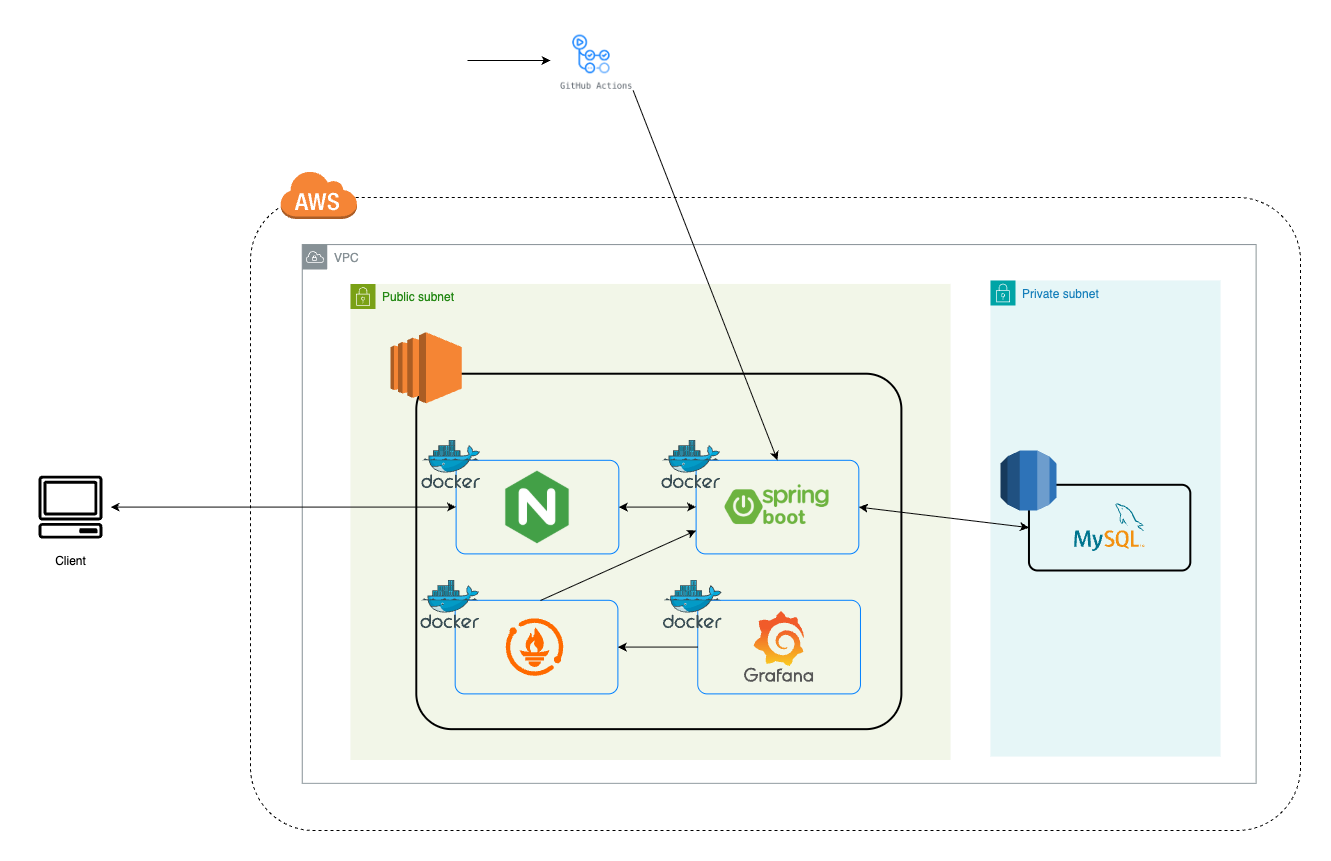 GitHub Actions
AWS
VPC
Public subnet
Private subnet
docker
docker
N
spring
boot
MySQL
Client
docker
docker
Grafana